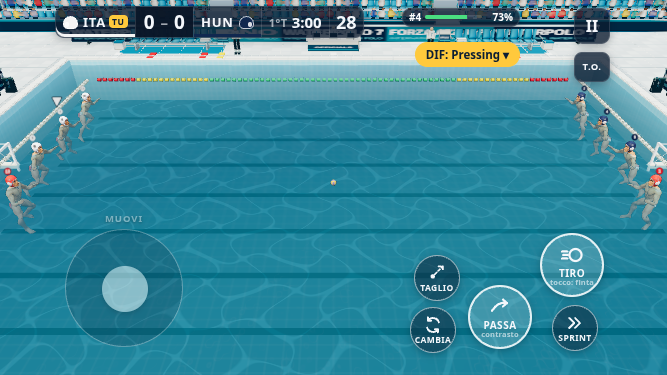 ITA TU 0 – 0 HUN 1°T 3:00 28
#4 73%
II
DIF: Pressing ▾
T.O.
MUOVI
TIRO
tocco: finta
TAGLIO
PASSA
contrasto
CAMBIA
SPRINT
FORZA